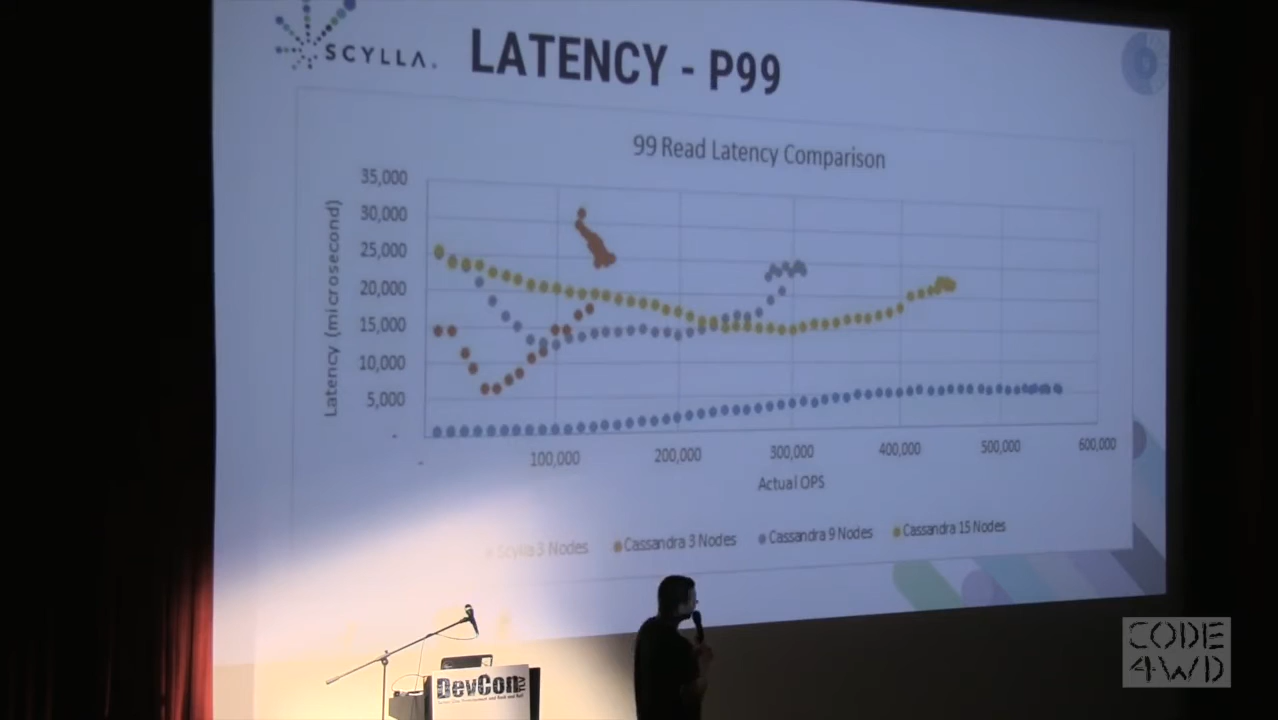 SCYLLA.
LATENCY - P99
99 Read Latency Comparison
Latency (microsecond)
35,000
30,000
25,000
20,000
15,000
10,000
5,000
-
-
100,000
200,000
300,000
400,000
500,000
600,000
Actual OPS
Scylla 3 Nodes
Cassandra 3 Nodes
Cassandra 9 Nodes
Cassandra 15 Nodes
DevCon TLV
CODE
4WD